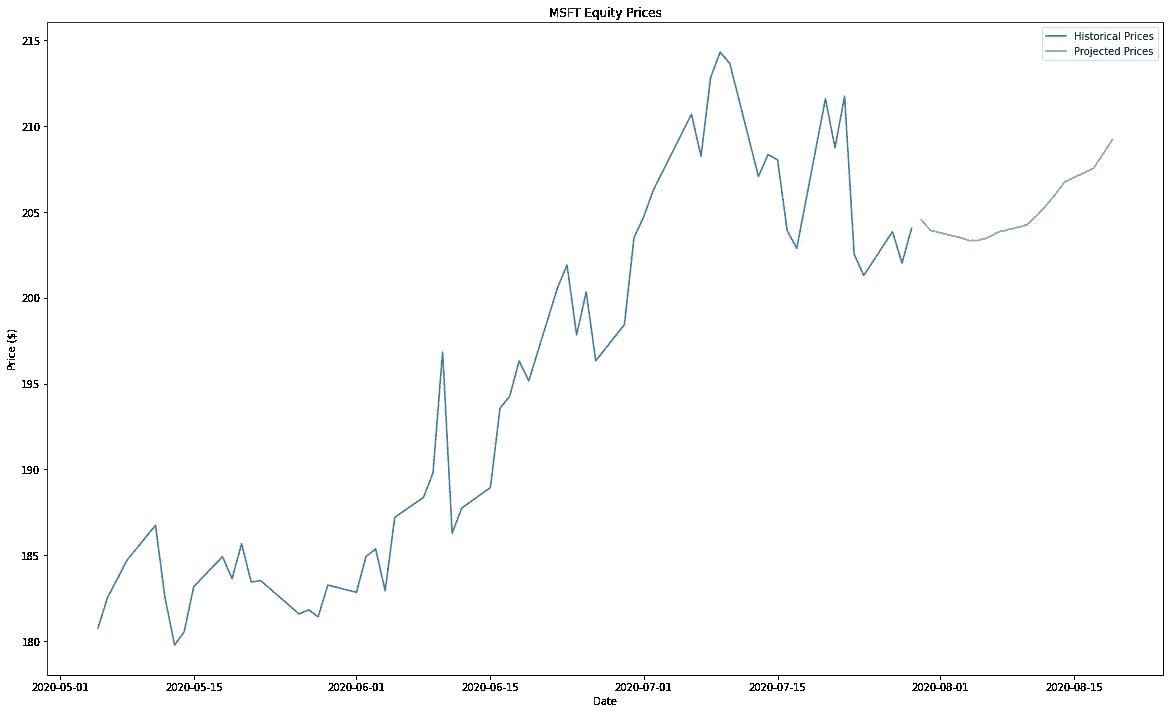 MSFT Equity Prices
Historical Prices
Projected Prices
215
210
205
200
195
190
185
180
Price ($)
2020-05-01 2020-05-15 2020-06-01 2020-06-15 2020-07-01 2020-07-15 2020-08-01 2020-08-15
Date